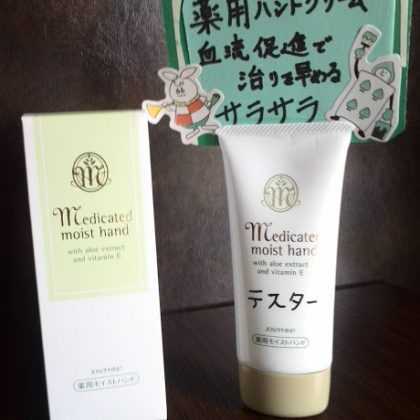 薬用ハンドクリーム
血流促進で
治りを早める
サラサラ
Medicated
moist hand
with aloe extract
and vitamin E
JOSEPHINE
薬用モイストハンド
Medicated
moist hand
with aloe extract
and vitamin E
テスター
JOSEPHINE
薬用モイストハンド